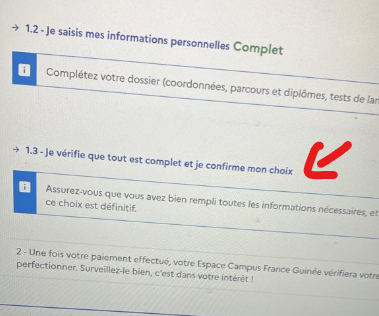 → 1.2 - Je saisis mes informations personnelles Complet
i Complétez votre dossier (coordonnées, parcours et diplômes, tests de lan
→ 1.3 - Je vérifie que tout est complet et je confirme mon choix
i Assurez-vous que vous avez bien rempli toutes les informations nécessaires, et
ce choix est définitif.
2 - Une fois votre paiement effectué, votre Espace Campus France Guinée vérifiera votre
perfectionner. Surveillez-le bien, c'est dans votre intérêt !